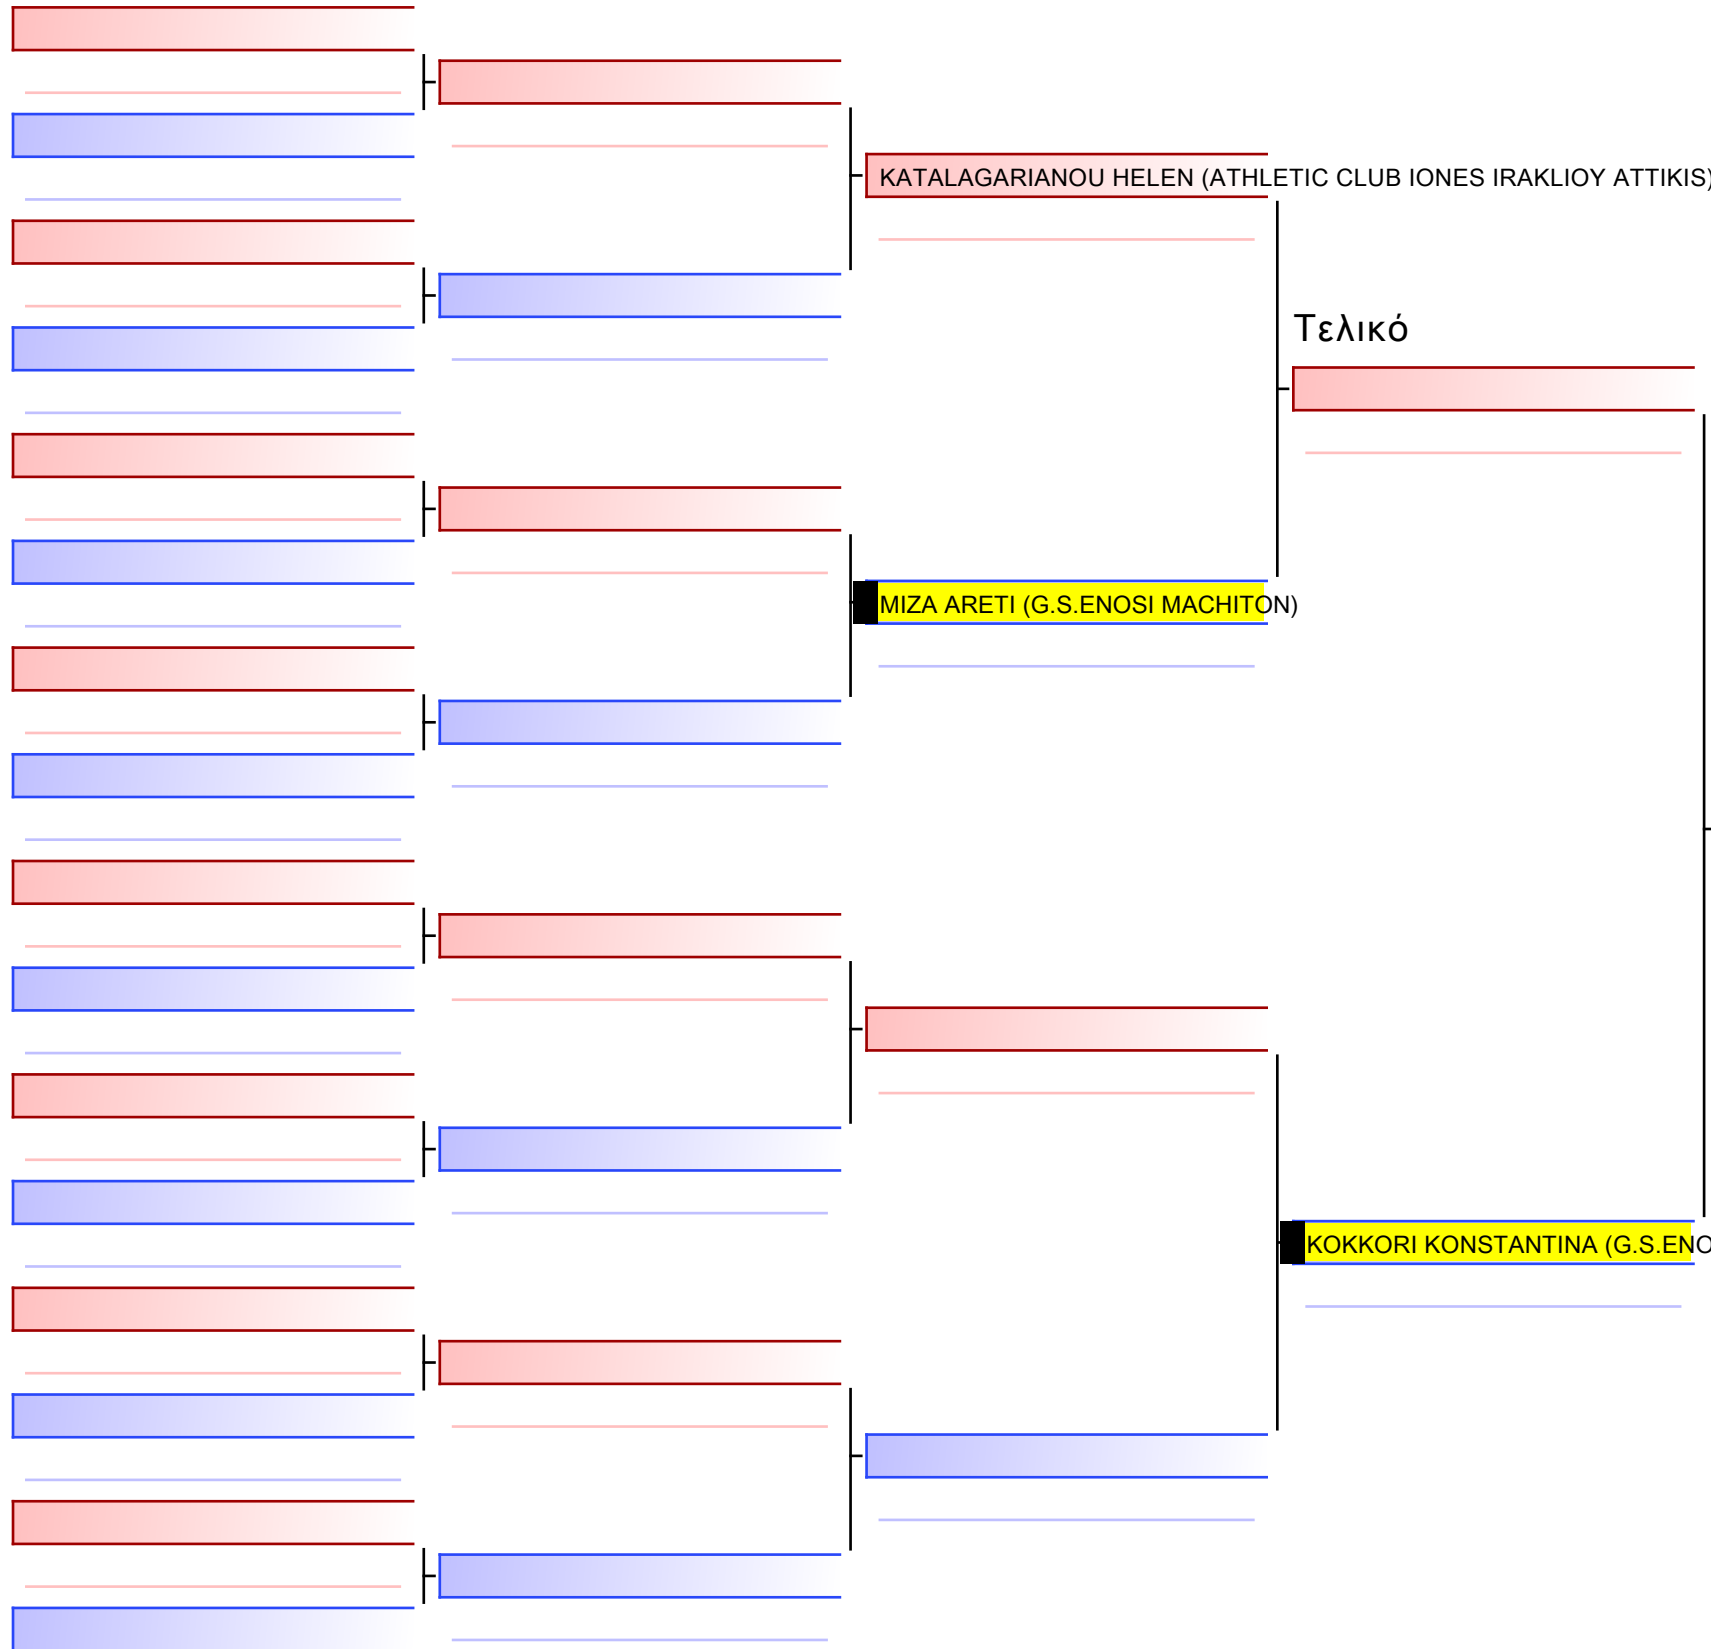 KATALAGARIANOU HELEN (ATHLETIC CLUB IONES IRAKLIOY ATTIKIS)
Τελικό
MIZA ARETI (G.S.ENOSI MACHITON)
KOKKORI KONSTANTINA (G.S.ENO